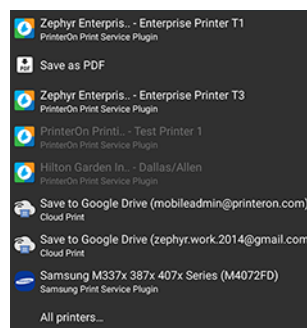 Zephyr Enterpris.. - Enterprise Printer T1
PrinterOn Print Service Plugin
PDF
Save as PDF
Zephyr Enterpris.. - Enterprise Printer T3
PrinterOn Print Service Plugin
PrinterOn Printi.. - Test Printer 1
PrinterOn Print Service Plugin
Hilton Garden In.. - Dallas/Allen
PrinterOn Print Service Plugin
Save to Google Drive (mobileadmin@printeron.com)
Cloud Print
Save to Google Drive (zephyr.work.2014@gmail.com
Cloud Print
Samsung M337x 387x 407x Series (M4072FD)
Samsung Print Service Plugin
All printers...